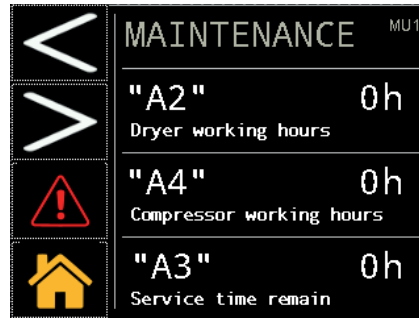 MAINTENANCE MU1
"A2" 0h
Dryer working hours
"A4" 0h
Compressor working hours
"A3" 0h
Service time remain